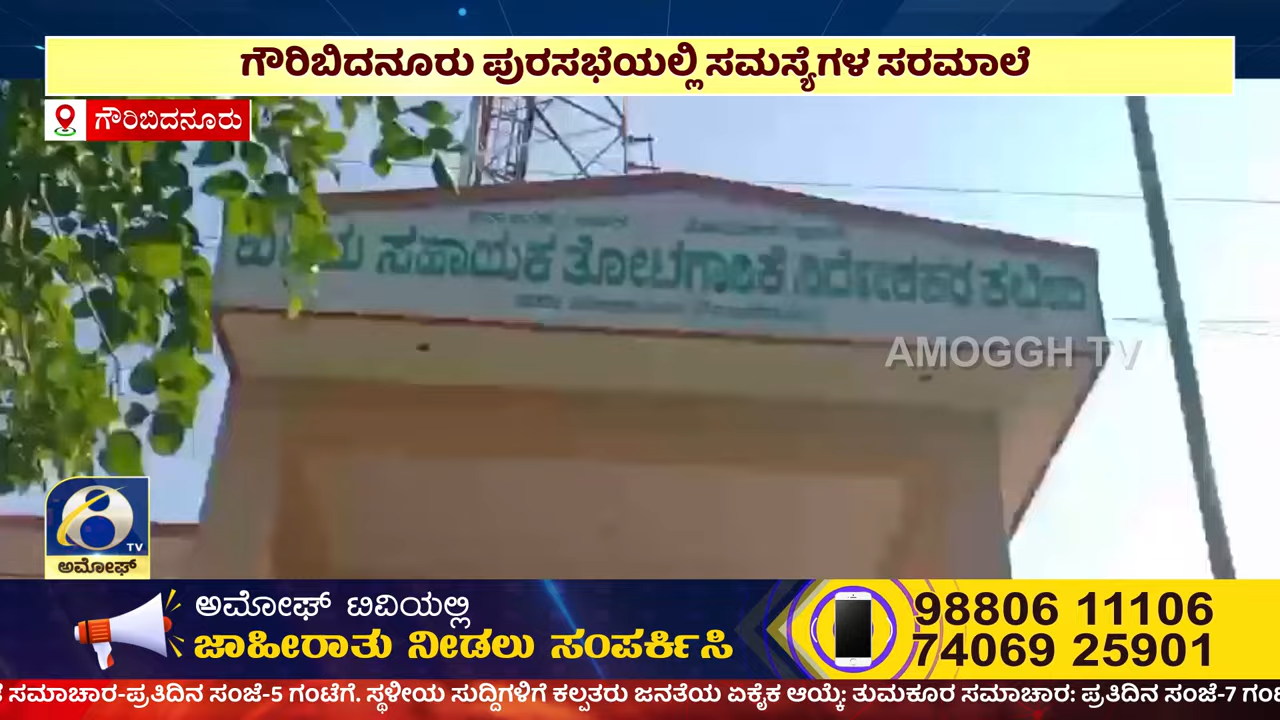 ಗೌರಿಬಿದನೂರು ಪುರಸಭೆಯಲ್ಲಿ ಸಮಸ್ಯೆಗಳ ಸರಮಾಲೆ
ಗೌರಿಬಿದನೂರು
ಹಿರಿಯ ಸಹಾಯಕ ತೋಟಗಾರಿಕೆ ನಿರ್ದೇಶಕರ ಕಛೇರಿ
AMOGGH TV
TV
ಅಮೋಘ್
ಅಮೋಘ್ ಟಿವಿಯಲ್ಲಿ
ಜಾಹೀರಾತು ನೀಡಲು ಸಂಪರ್ಕಿಸಿ
98806 11106
74069 25901
ಸಮಾಚಾರ-ಪ್ರತಿದಿನ ಸಂಜೆ-5 ಗಂಟೆಗೆ. ಸ್ಥಳೀಯ ಸುದ್ದಿಗಳಿಗೆ ಕಲ್ಪತರು ಜನತೆಯ ಏಕೈಕ ಆಯ್ಕೆ: ತುಮಕೂರ ಸಮಾಚಾರ: ಪ್ರತಿದಿನ ಸಂಜೆ-7